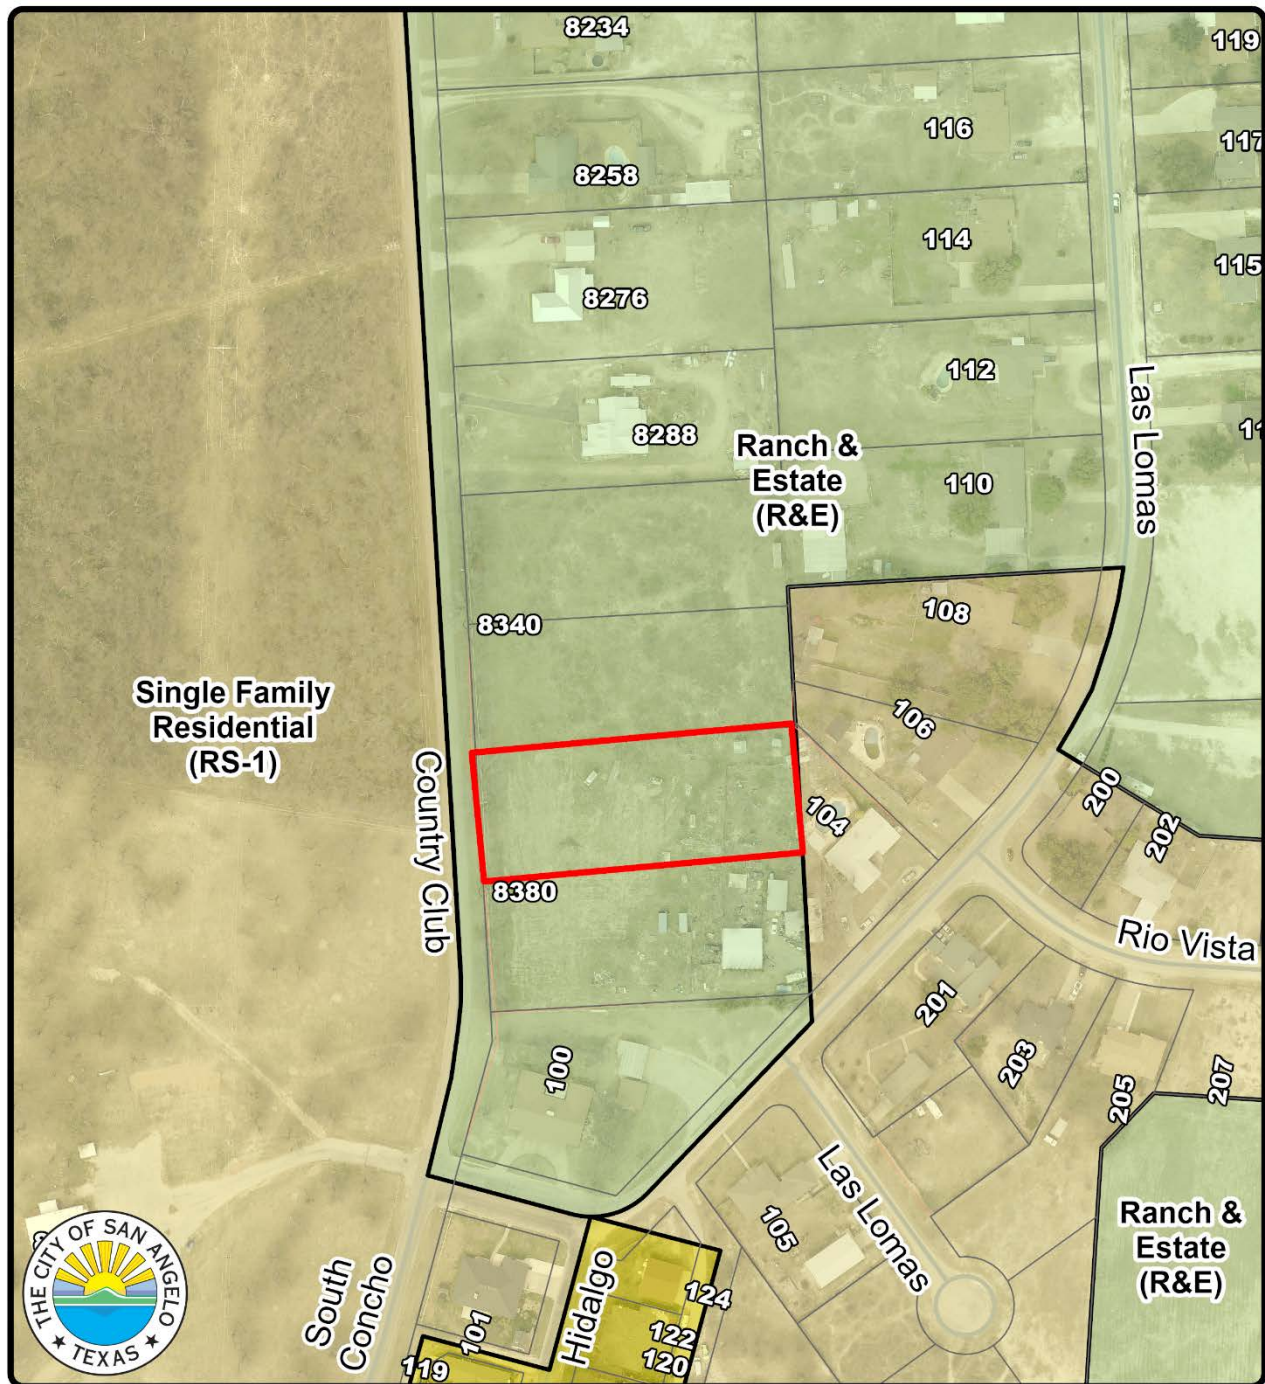 8234
119
116
117
8258
114
115
8276
112
8288
Ranch &
Estate
(R&E)
Las Lomas
110
108
8340
106
Single Family
Residential
(RS-1)
Country Club
104
200
202
8380
Rio Vista
201
203
205
207
100
Las Lomas
105
Ranch &
Estate
(R&E)
South
Concho
101
Hidalgo
124
122
120
119
THE CITY OF SAN ANGELO
TEXAS